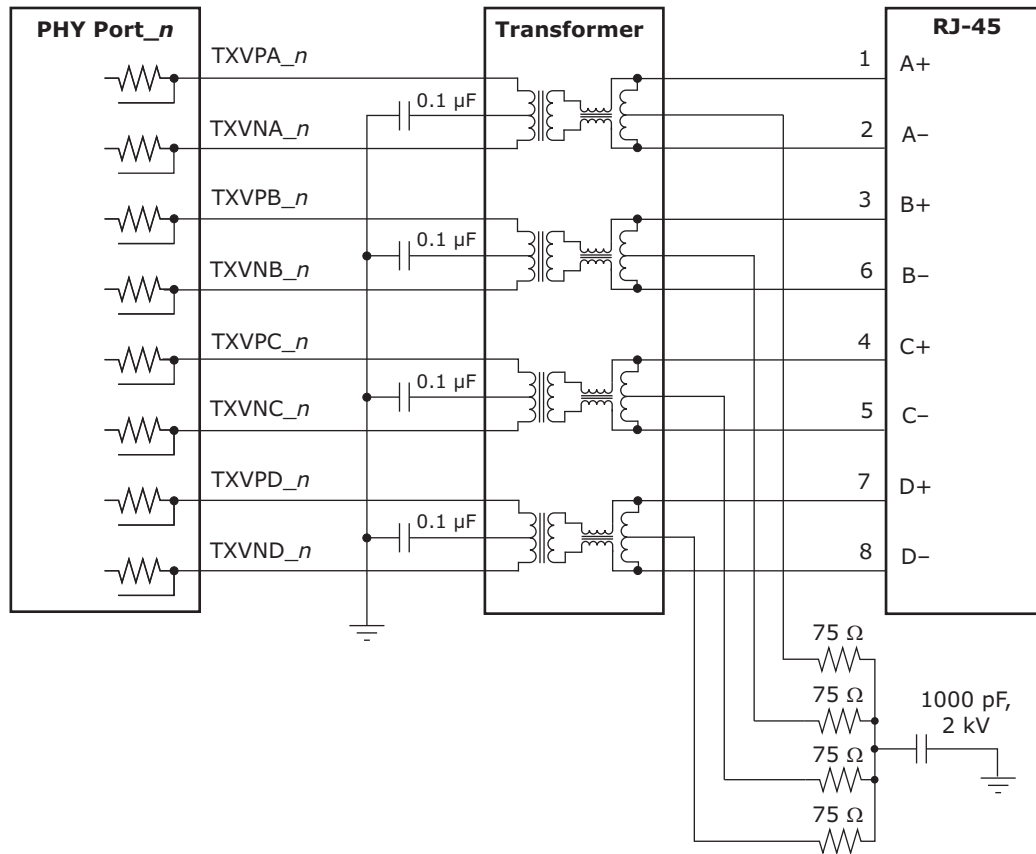 PHY Port_n
Transformer
RJ-45
TXVPA_n
1
A+
0.1 µF
TXVNA_n
2
A–
TXVPB_n
3
B+
0.1 µF
TXVNB_n
6
B–
TXVPC_n
4
C+
0.1 µF
TXVNC_n
5
C–
TXVPD_n
7
D+
0.1 µF
TXVND_n
8
D–
75 Ω
75 Ω
1000 pF,
2 kV
75 Ω
75 Ω